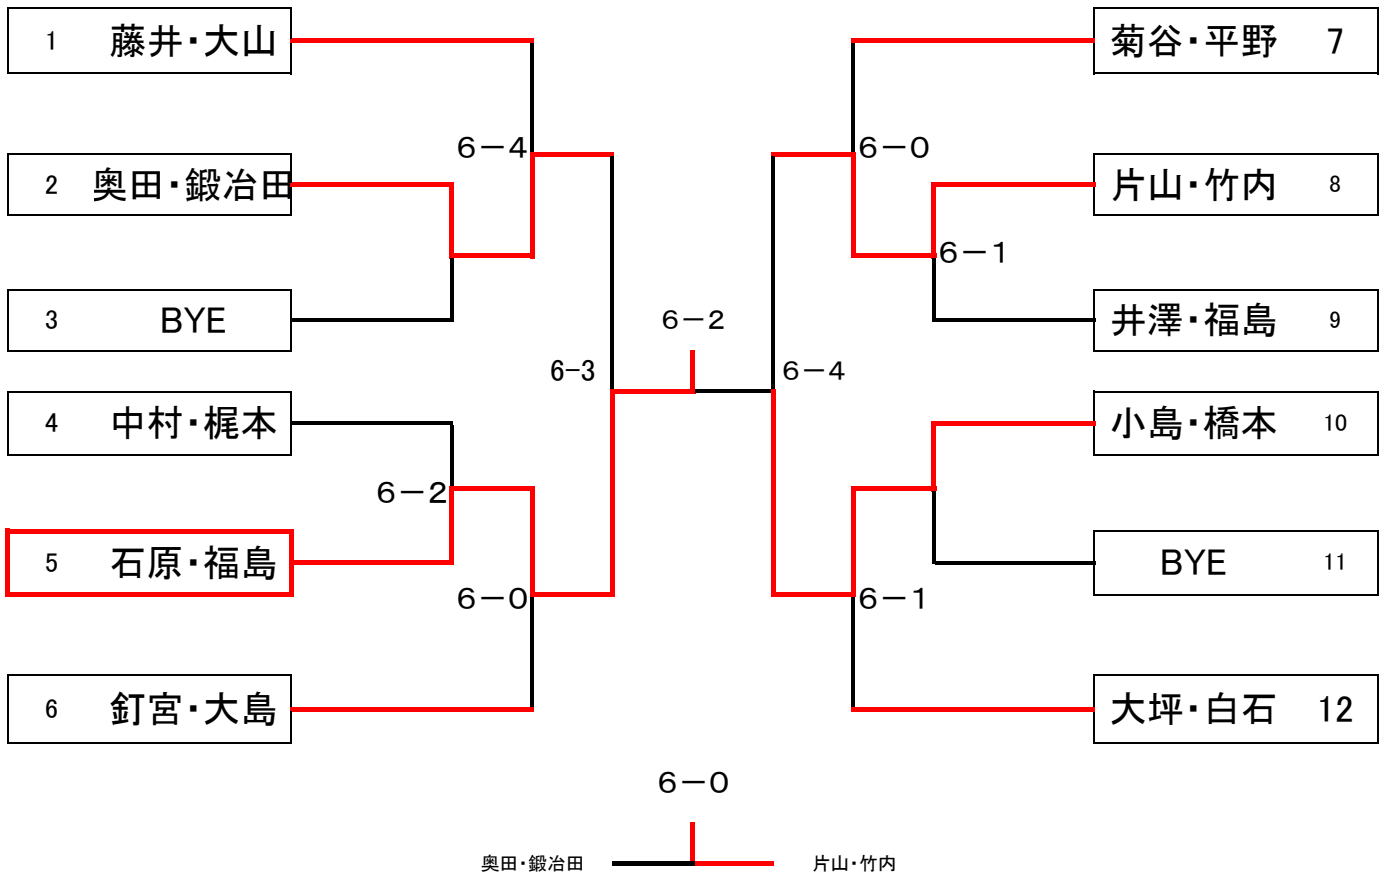 1 藤井・大山
菊谷・平野 7
6－4
6－0
2 奥田・鍛冶田
片山・竹内 8
6－1
3 BYE
6－2
井澤・福島 9
6-3
6－4
4 中村・梶本
小島・橋本 10
6－2
5 石原・福島
BYE 11
6－0
6－1
6 釘宮・大島
大坪・白石 12
6－0
奥田・鍛冶田
片山・竹内